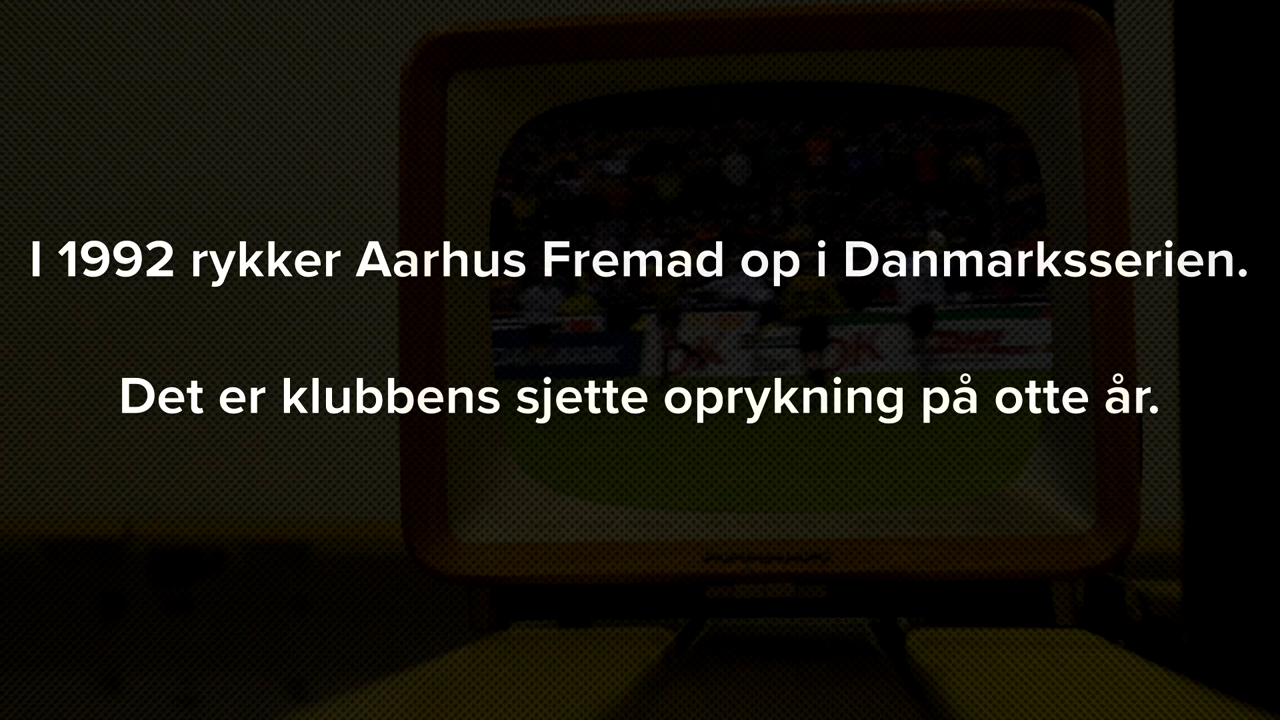 I 1992 rykker Aarhus Fremad op i Danmarksserien.
Det er klubbens sjette oprykning på otte år.